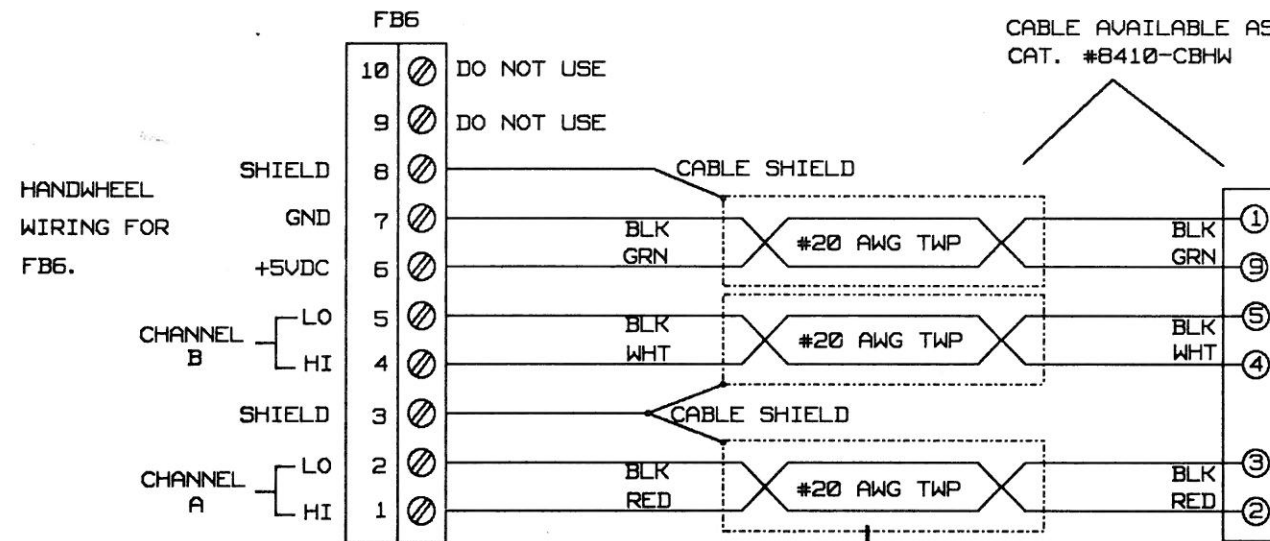 FB6
CABLE AVAILABLE AS
CAT. #8410-CBHW
10 DO NOT USE
9 DO NOT USE
SHIELD 8 CABLE SHIELD
HANDWHEEL
WIRING FOR
FB6.
GND 7 BLK BLK 1
#20 AWG TWP
+5VDC 6 GRN GRN 9
CHANNEL
B
LO 5 BLK BLK 5
#20 AWG TWP
HI 4 WHT WHT 4
SHIELD 3 CABLE SHIELD
CHANNEL
A
LO 2 BLK BLK 3
#20 AWG TWP
HI 1 RED RED 2